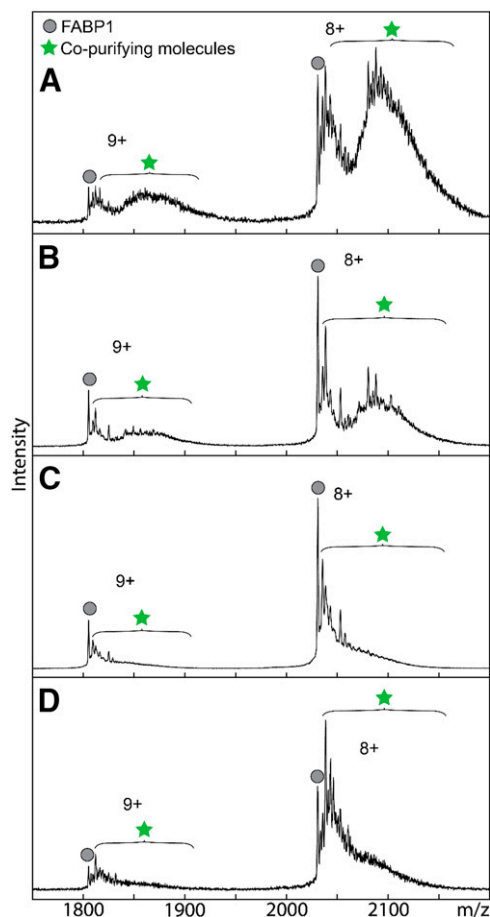 FABP1
Co-purifying molecules
A
8+
9+
B
8+
9+
Intensity
C
8+
9+
D
8+
9+
1800 1900 2000 2100 m/z